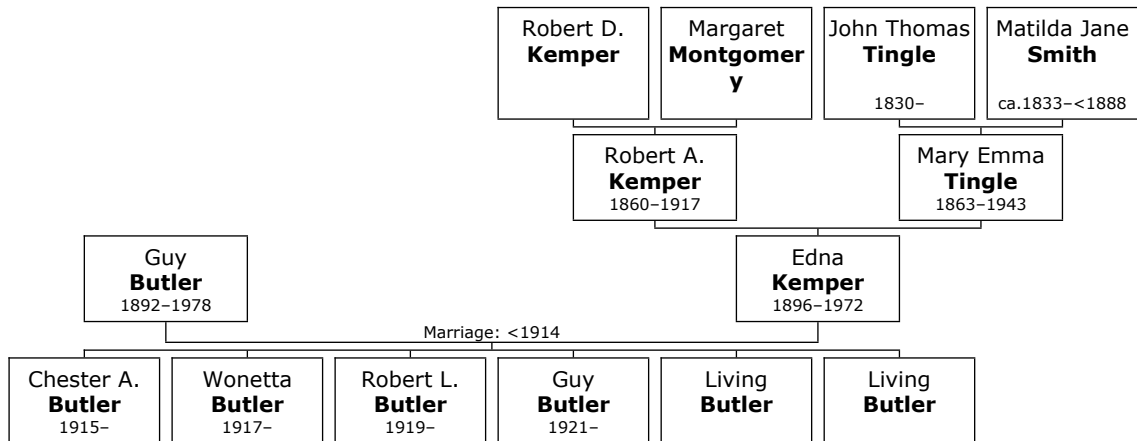 Robert D.
Kemper
Margaret
Montgomer
y
John Thomas
Tingle
1830–
Matilda Jane
Smith
ca.1833–<1888
Robert A.
Kemper
1860–1917
Mary Emma
Tingle
1863–1943
Guy
Butler
1892–1978
Edna
Kemper
1896–1972
Marriage: <1914
Chester A.
Butler
1915–
Wonetta
Butler
1917–
Robert L.
Butler
1919–
Guy
Butler
1921–
Living
Butler
Living
Butler